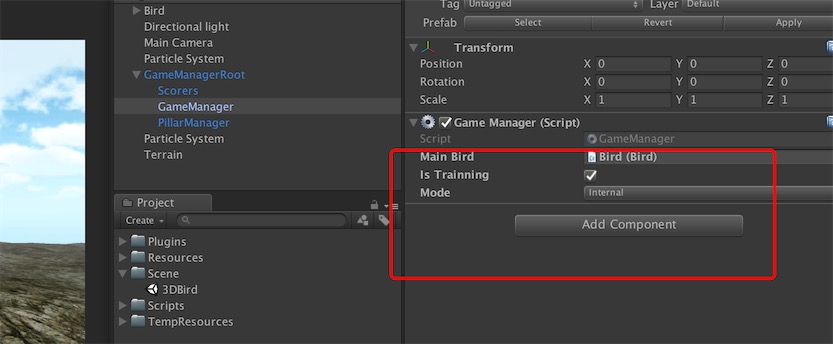 Bird
Directional light
Main Camera
Particle System
GameManagerRoot
Scorers
GameManager
PillarManager
Particle System
Terrain
Project
Create
Plugins
Resources
Scene
3DBird
Scripts
TempResources
Tag Untagged Layer Default
Prefab Select Revert Apply
Transform
Position X 0 Y 0 Z 0
Rotation X 0 Y 0 Z 0
Scale X 1 Y 1 Z 1
Game Manager (Script)
Script GameManager
Main Bird Bird (Bird)
Is Trainning
Mode Internal
Add Component